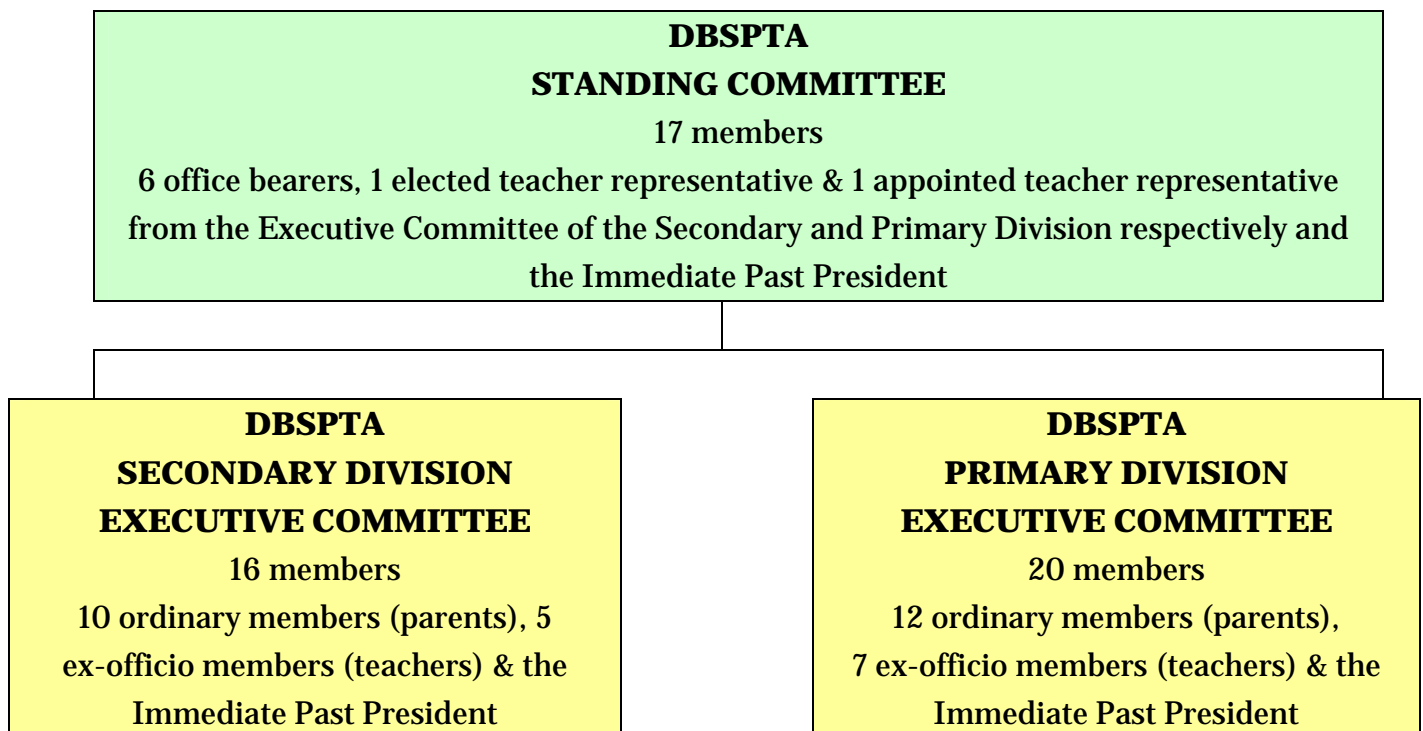 DBSPTA
STANDING COMMITTEE
17 members
6 office bearers, 1 elected teacher representative & 1 appointed teacher representative
from the Executive Committee of the Secondary and Primary Division respectively and
the Immediate Past President
DBSPTA
SECONDARY DIVISION
EXECUTIVE COMMITTEE
16 members
10 ordinary members (parents), 5
ex-officio members (teachers) & the
Immediate Past President
DBSPTA
PRIMARY DIVISION
EXECUTIVE COMMITTEE
20 members
12 ordinary members (parents),
7 ex-officio members (teachers) & the
Immediate Past President